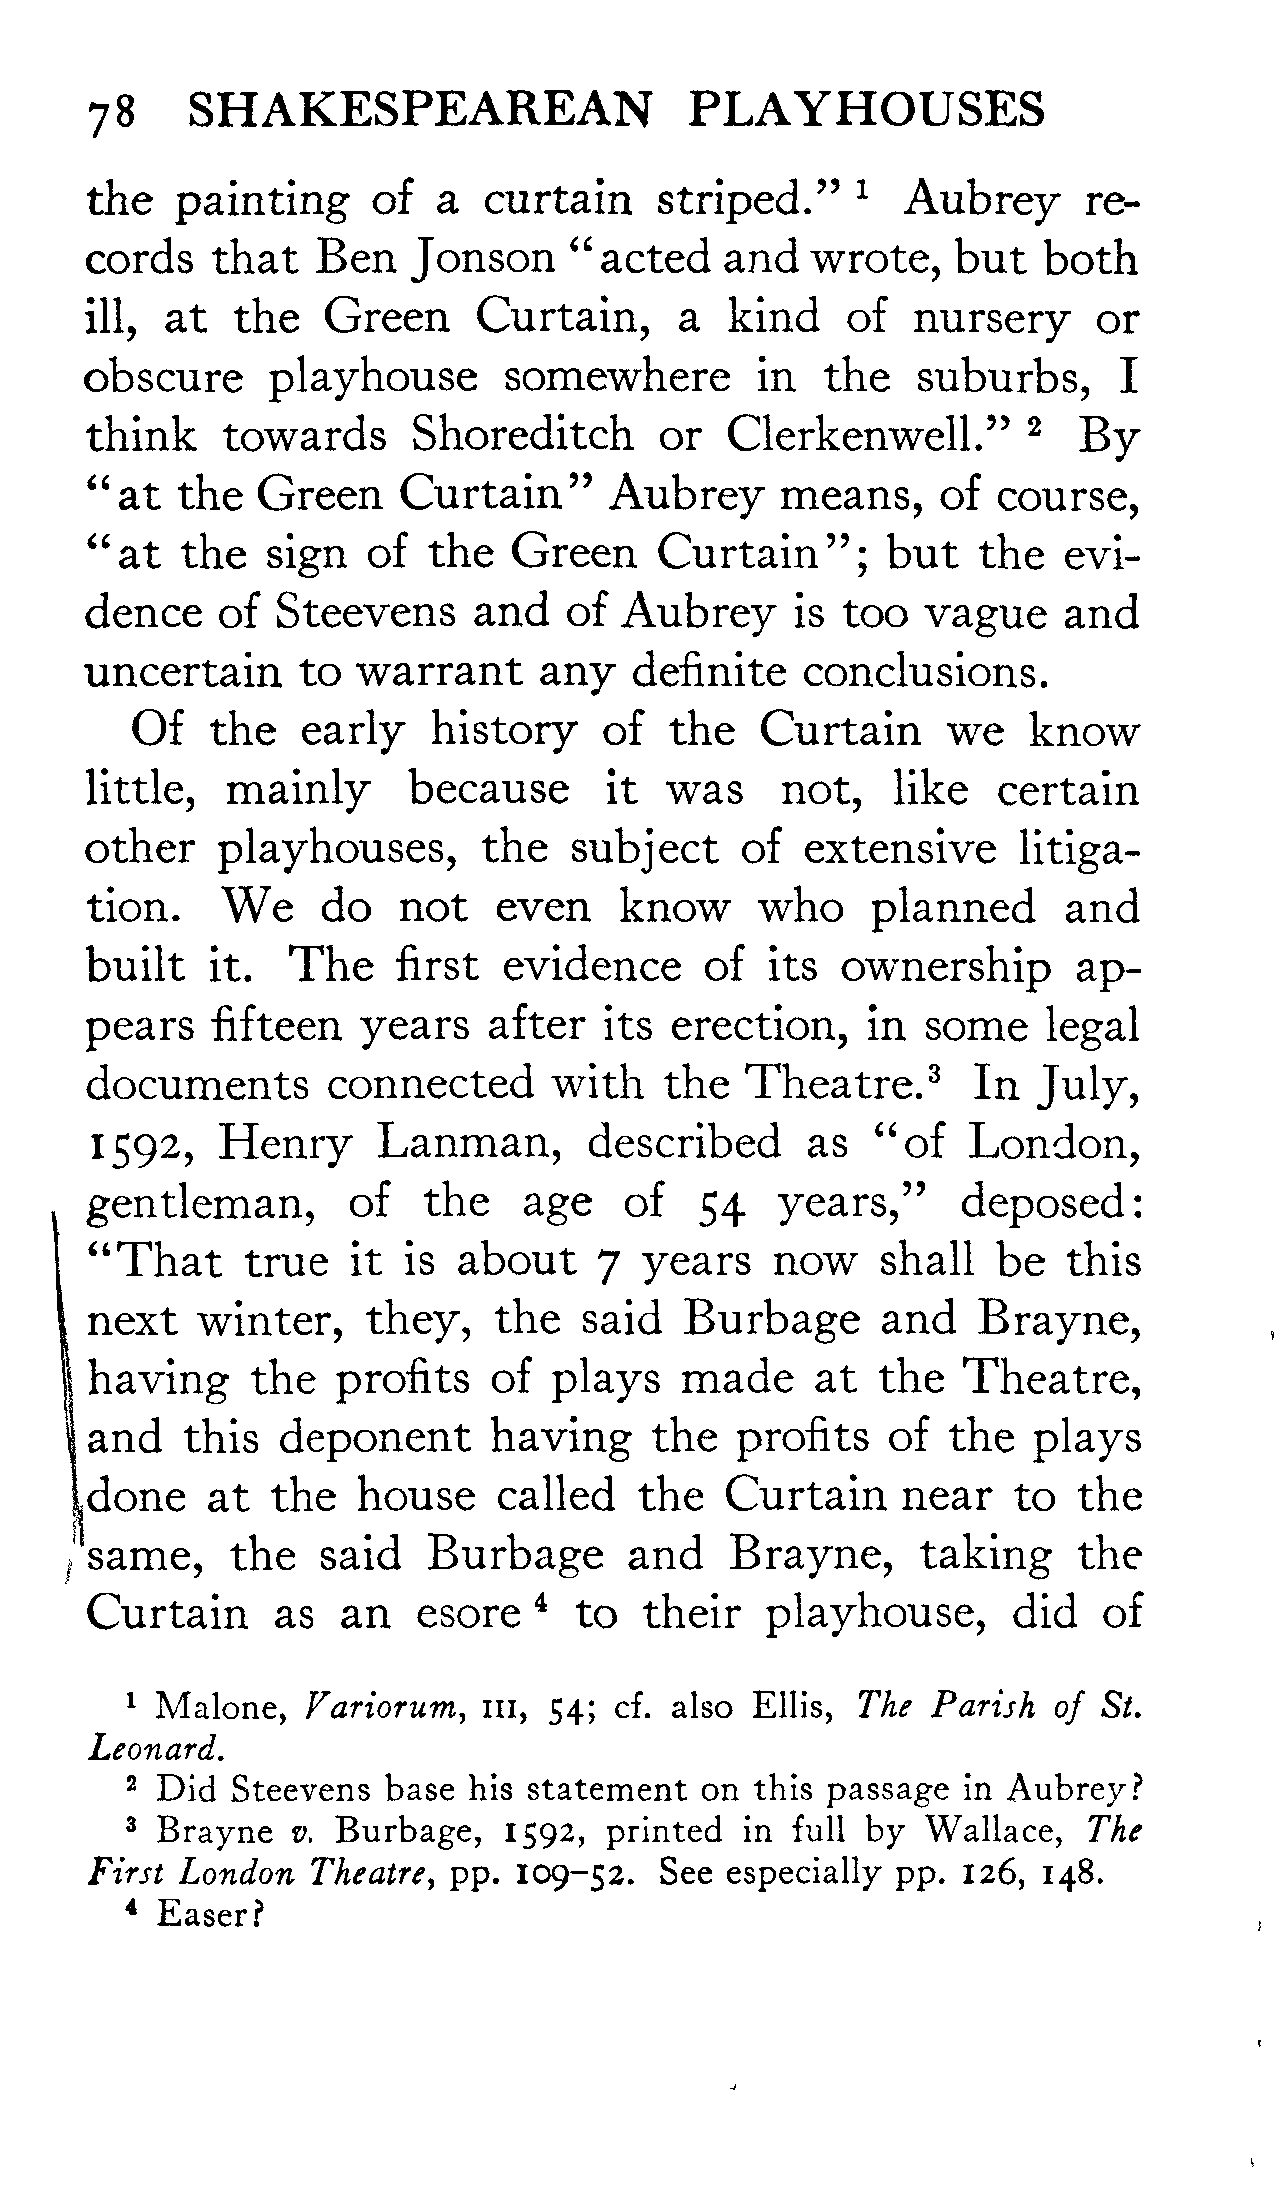 78 SHAKESPEAREAN PLAYHOUSES
the painting of a curtain striped.” ¹ Aubrey re-
cords that Ben Jonson “acted and wrote, but both
ill, at the Green Curtain, a kind of nursery or
obscure playhouse somewhere in the suburbs, I
think towards Shoreditch or Clerkenwell.” ² By
“at the Green Curtain” Aubrey means, of course,
“at the sign of the Green Curtain”; but the evi-
dence of Steevens and of Aubrey is too vague and
uncertain to warrant any definite conclusions.
Of the early history of the Curtain we know
little, mainly because it was not, like certain
other playhouses, the subject of extensive litiga-
tion. We do not even know who planned and
built it. The first evidence of its ownership ap-
pears fifteen years after its erection, in some legal
documents connected with the Theatre.³ In July,
1592, Henry Lanman, described as “of London,
gentleman, of the age of 54 years,” deposed:
“That true it is about 7 years now shall be this
next winter, they, the said Burbage and Brayne,
having the profits of plays made at the Theatre,
and this deponent having the profits of the plays
done at the house called the Curtain near to the
same, the said Burbage and Brayne, taking the
Curtain as an esore ⁴ to their playhouse, did of
¹ Malone, Variorum, III, 54; cf. also Ellis, The Parish of St.
Leonard.
² Did Steevens base his statement on this passage in Aubrey?
³ Brayne v. Burbage, 1592, printed in full by Wallace, The
First London Theatre, pp. 109–52. See especially pp. 126, 148.
⁴ Easer?